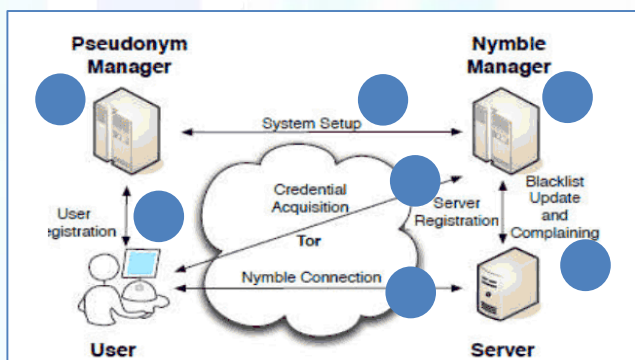 Pseudonym
Manager
Nymble
Manager
System Setup
Credential
Acquisition
User
egistration
Server
Registration
Blacklist
Update
and
Complaining
Tor
Nymble Connection
User
Server